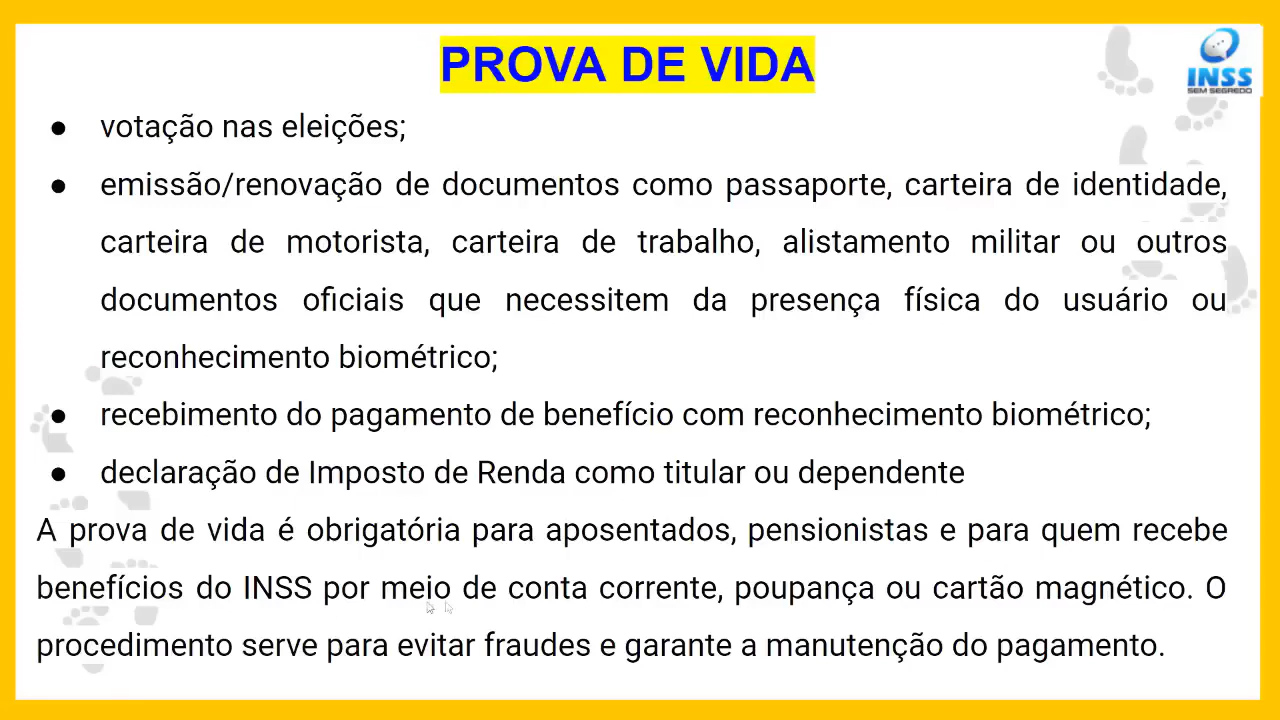 PROVA DE VIDA
INSS
SEM SEGREDO
● votação nas eleições;
● emissão/renovação de documentos como passaporte, carteira de identidade,
carteira de motorista, carteira de trabalho, alistamento militar ou outros
documentos oficiais que necessitem da presença física do usuário ou
reconhecimento biométrico;
● recebimento do pagamento de benefício com reconhecimento biométrico;
● declaração de Imposto de Renda como titular ou dependente
A prova de vida é obrigatória para aposentados, pensionistas e para quem recebe
benefícios do INSS por meio de conta corrente, poupança ou cartão magnético. O
procedimento serve para evitar fraudes e garante a manutenção do pagamento.